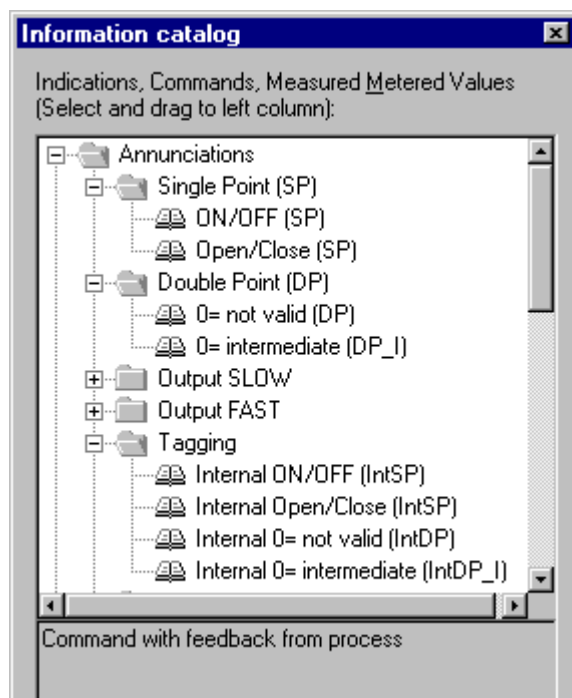 Information catalog
Indications, Commands, Measured Metered Values
(Select and drag to left column):
Annunciations
Single Point (SP)
ON/OFF (SP)
Open/Close (SP)
Double Point (DP)
0= not valid (DP)
0= intermediate (DP_I)
Output SLOW
Output FAST
Tagging
Internal ON/OFF (IntSP)
Internal Open/Close (IntSP)
Internal 0= not valid (IntDP)
Internal 0= intermediate (IntDP_I)
Command with feedback from process